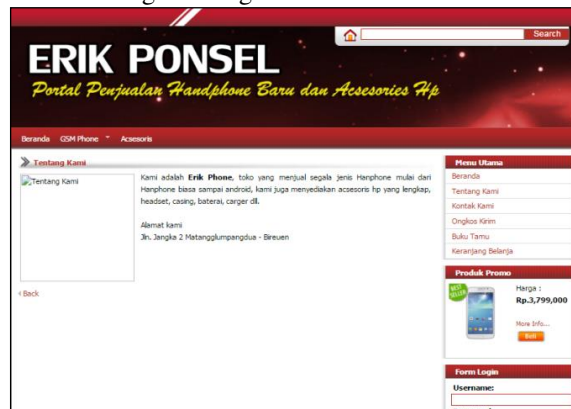 Search
ERIK PONSEL
Portal Penjualan Handphone Baru dan Acsesories Hp
Beranda GSM Phone Acsesoris
Tentang Kami
Tentang Kami
Kami adalah Erik Phone, toko yang menjual segala jenis Hanphone mulai dari
Hanphone biasa sampai android, kami juga menyediakan acsesoris hp yang lengkap,
headset, casing, baterai, carger dll.
Alamat kami
Jln. Jangka 2 Matangglumpangdua - Bireuen
< Back
Menu Utama
Beranda
Tentang Kami
Kontak Kami
Ongkos Kirim
Buku Tamu
Keranjang Belanja
Produk Promo
BEST SELLER
Harga :
Rp.3,799,000
More Info...
Beli
Form Login
Username: